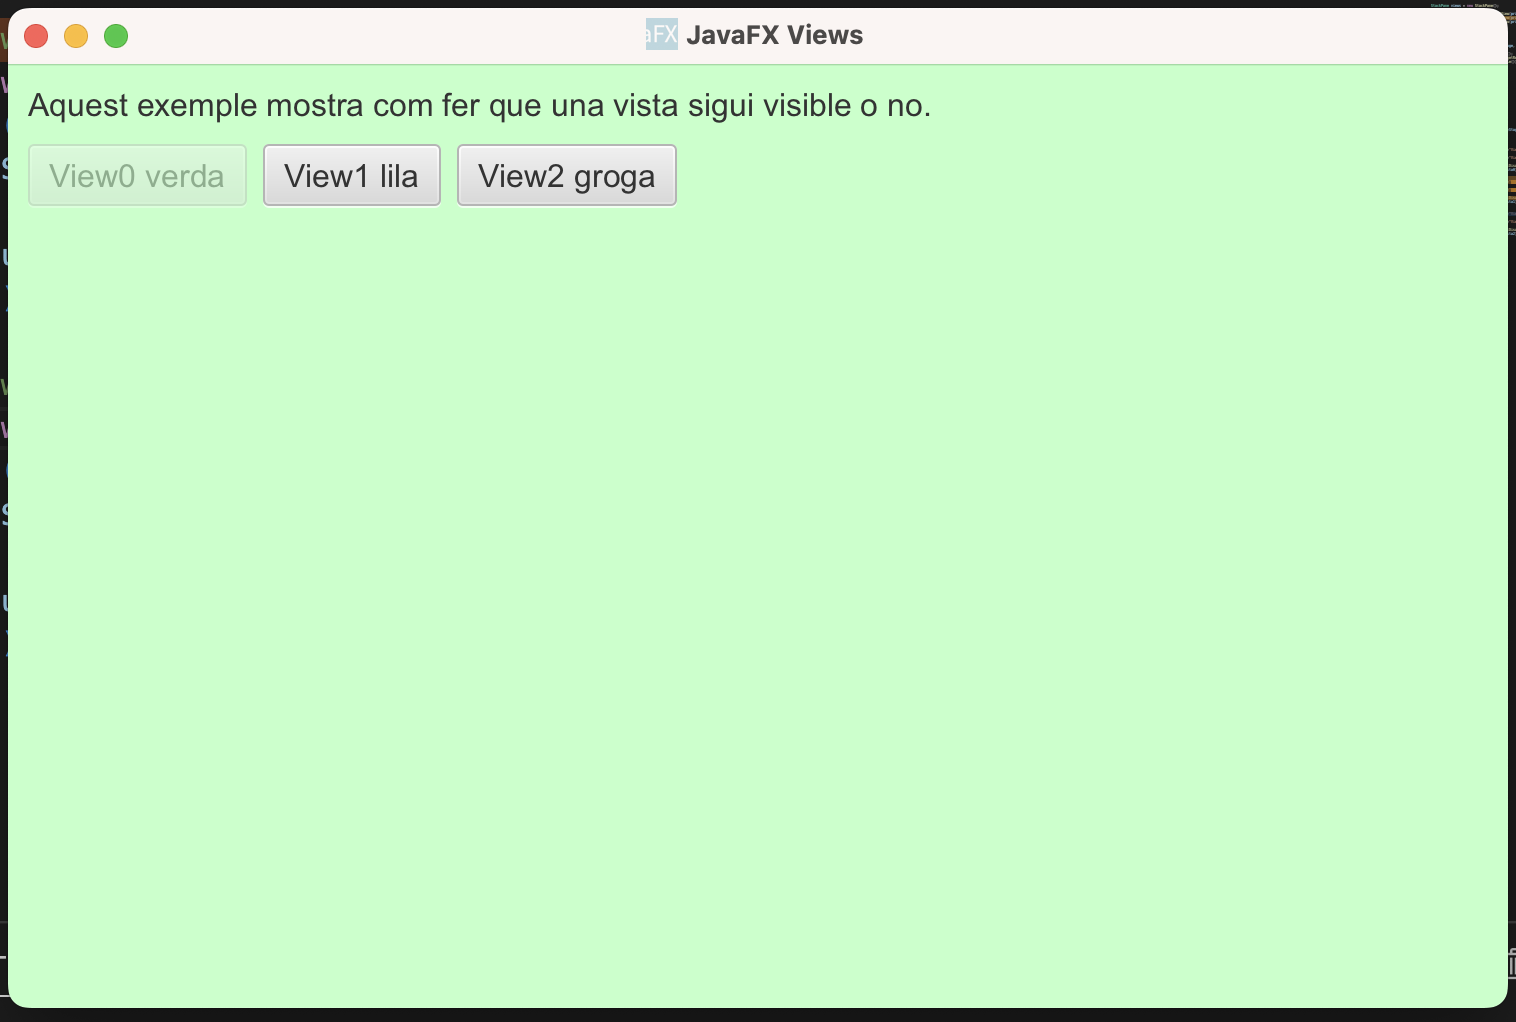 aFX JavaFX Views
Aquest exemple mostra com fer que una vista sigui visible o no.
View0 verda View1 lila View2 groga